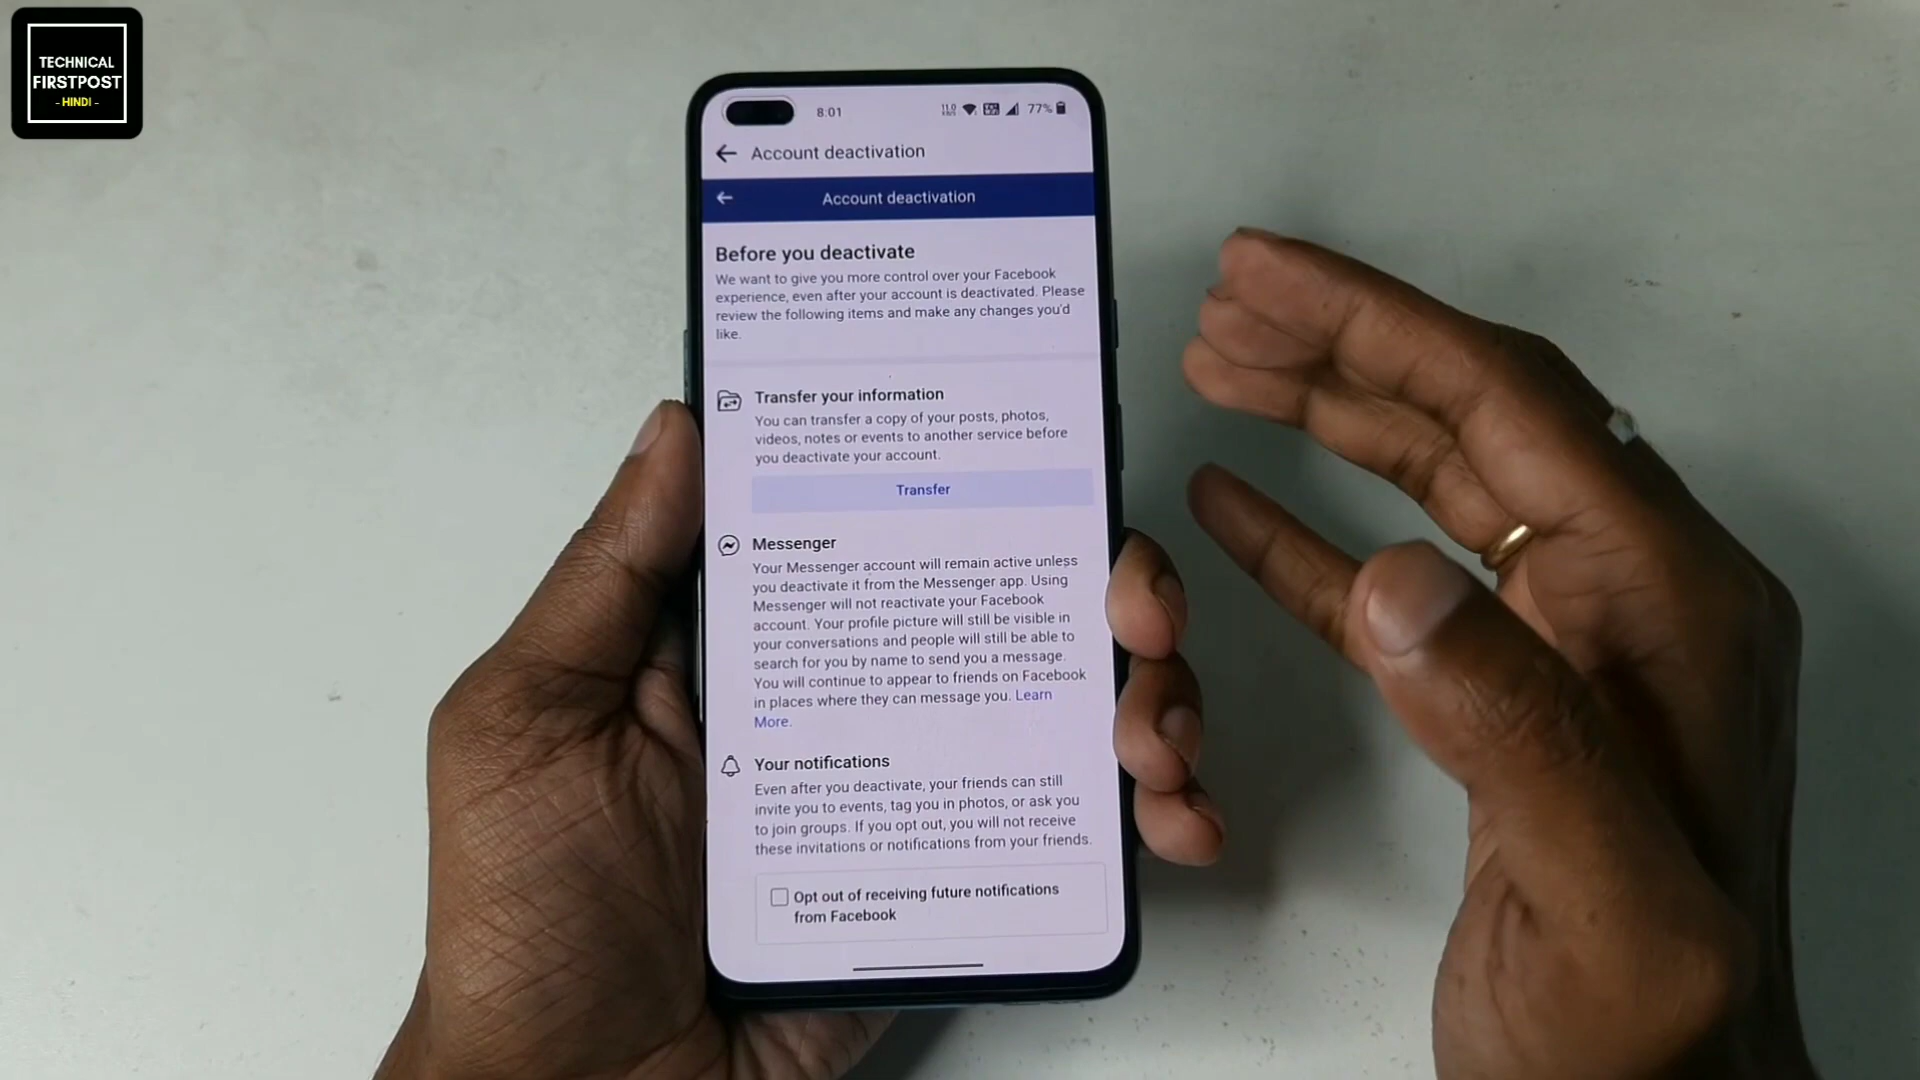 TECHNICAL
FIRSTPOST
- HINDI -
8:01
77%
Account deactivation
Account deactivation
Before you deactivate
We want to give you more control over your Facebook
experience, even after your account is deactivated. Please
review the following items and make any changes you'd
like.
Transfer your information
You can transfer a copy of your posts, photos,
videos, notes or events to another service before
you deactivate your account.
Transfer
Messenger
Your Messenger account will remain active unless
you deactivate it from the Messenger app. Using
Messenger will not reactivate your Facebook
account. Your profile picture will still be visible in
your conversations and people will still be able to
search for you by name to send you a message.
You will continue to appear to friends on Facebook
in places where they can message you. Learn
More.
Your notifications
Even after you deactivate, your friends can still
invite you to events, tag you in photos, or ask you
to join groups. If you opt out, you will not receive
these invitations or notifications from your friends.
Opt out of receiving future notifications
from Facebook